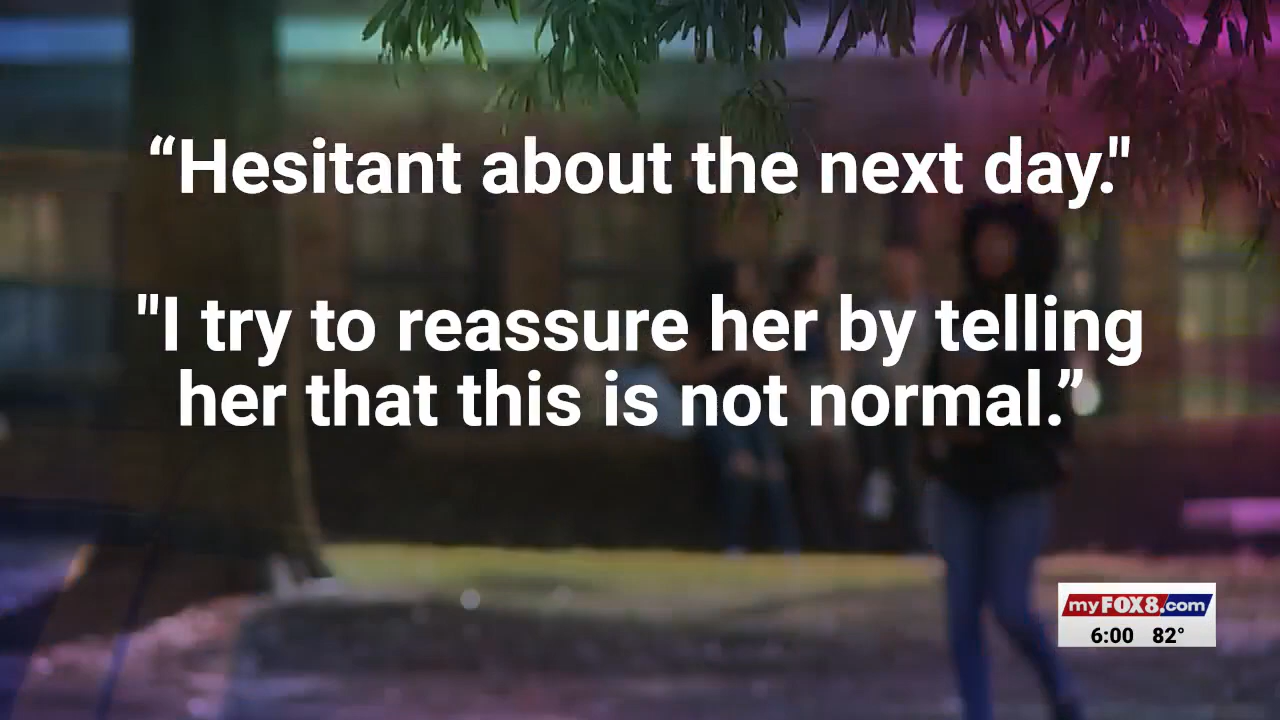 “Hesitant about the next day."
"I try to reassure her by telling
her that this is not normal.”
myFOX8.com
6:00 82°